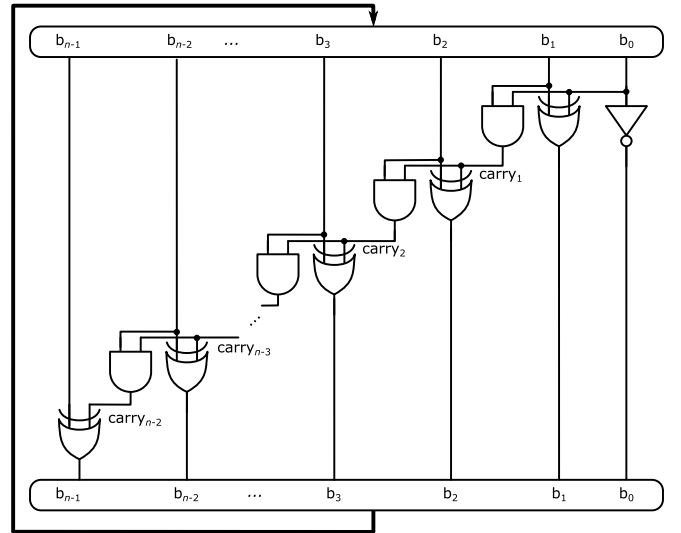 bₙ₋₁ bₙ₋₂ ... b₃ b₂ b₁ b₀
carry₁
carry₂
...
carryₙ₋₃
carryₙ₋₂
bₙ₋₁ bₙ₋₂ ... b₃ b₂ b₁ b₀